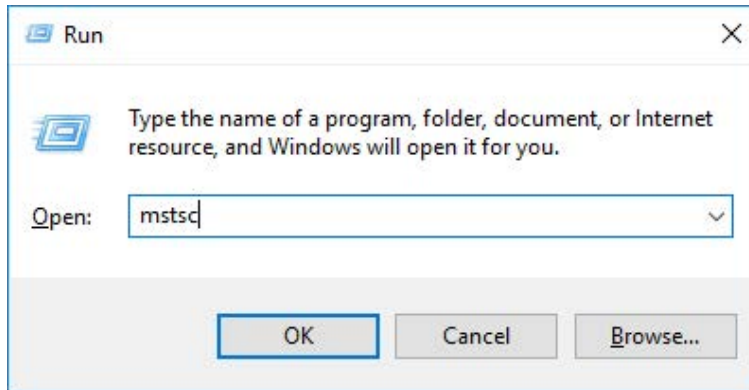 Run
Type the name of a program, folder, document, or Internet
resource, and Windows will open it for you.
Open: mstsc
OK Cancel Browse...